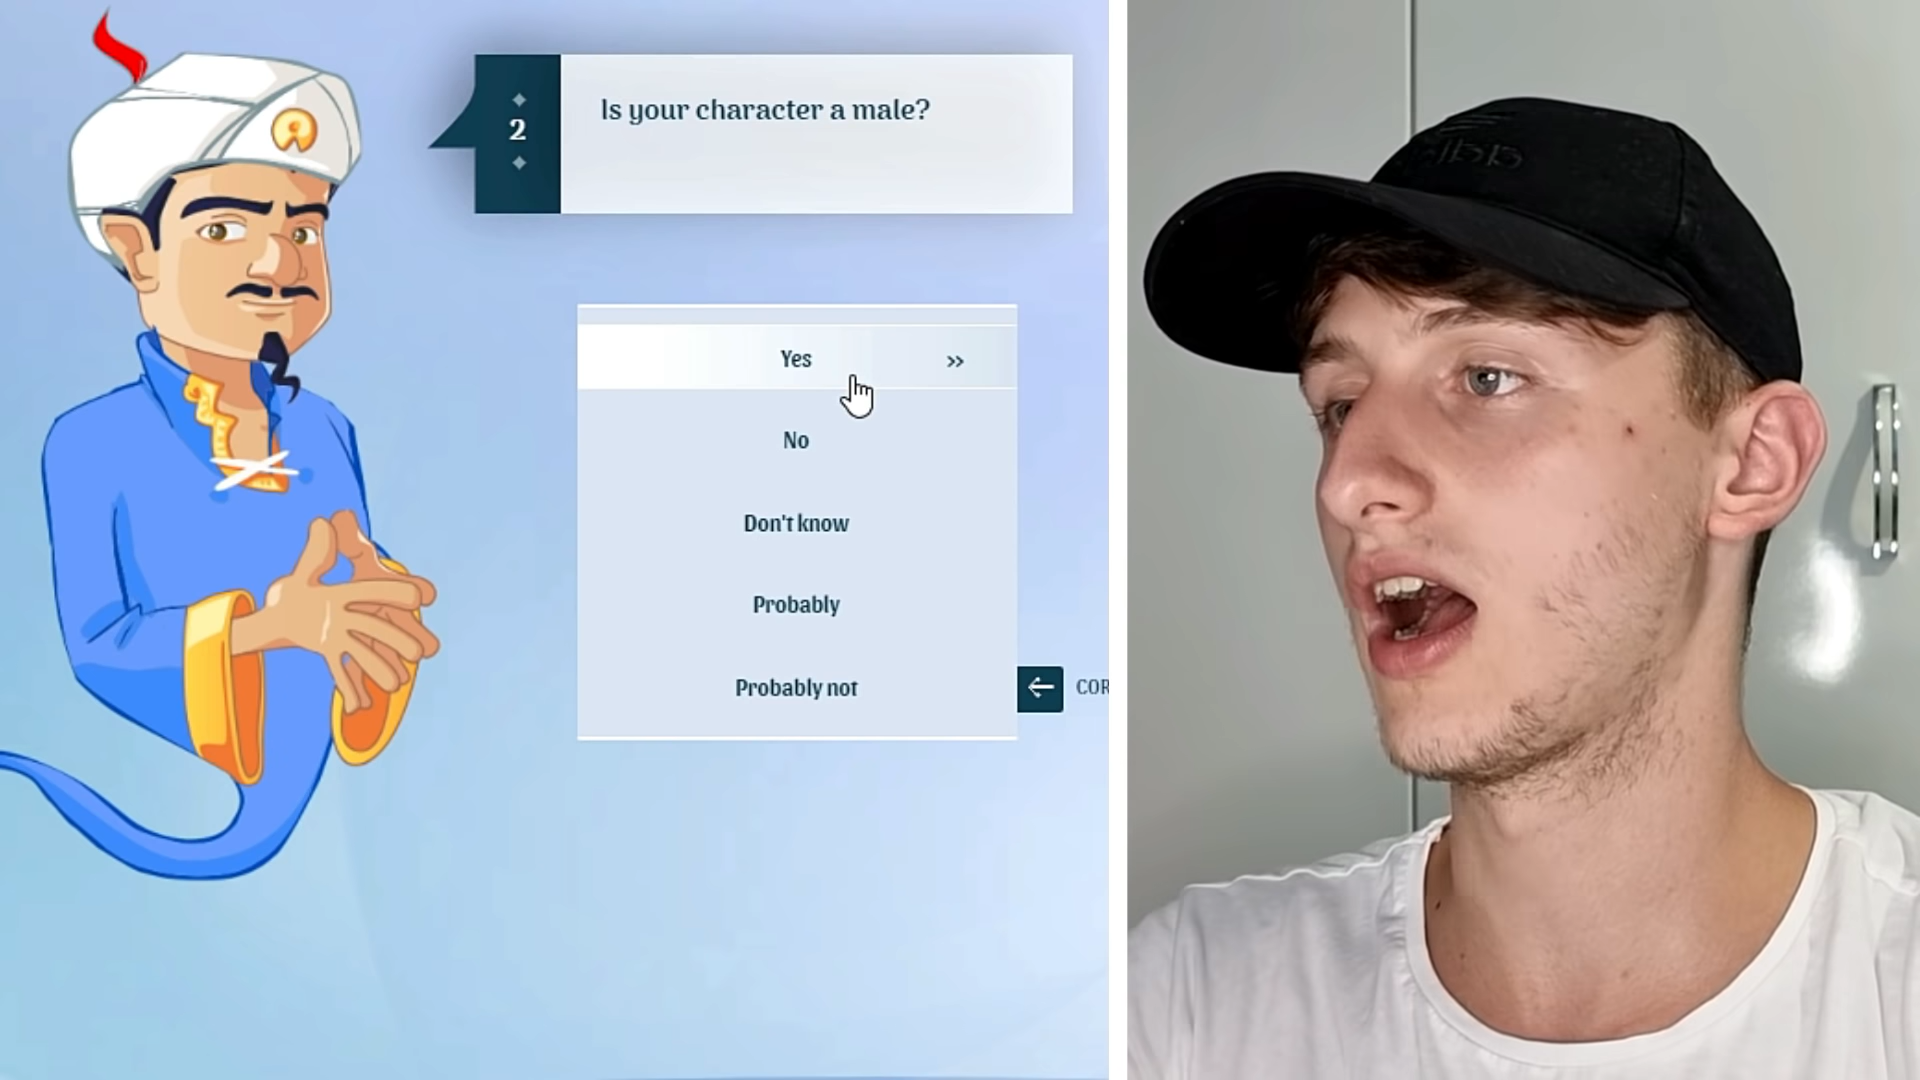 2
Is your character a male?
Yes
No
Don't know
Probably
Probably not
COR